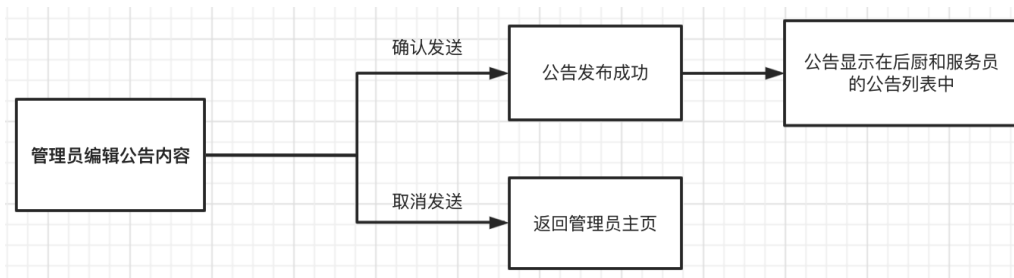 管理员编辑公告内容
确认发送
公告发布成功
公告显示在后厨和服务员
的公告列表中
取消发送
返回管理员主页